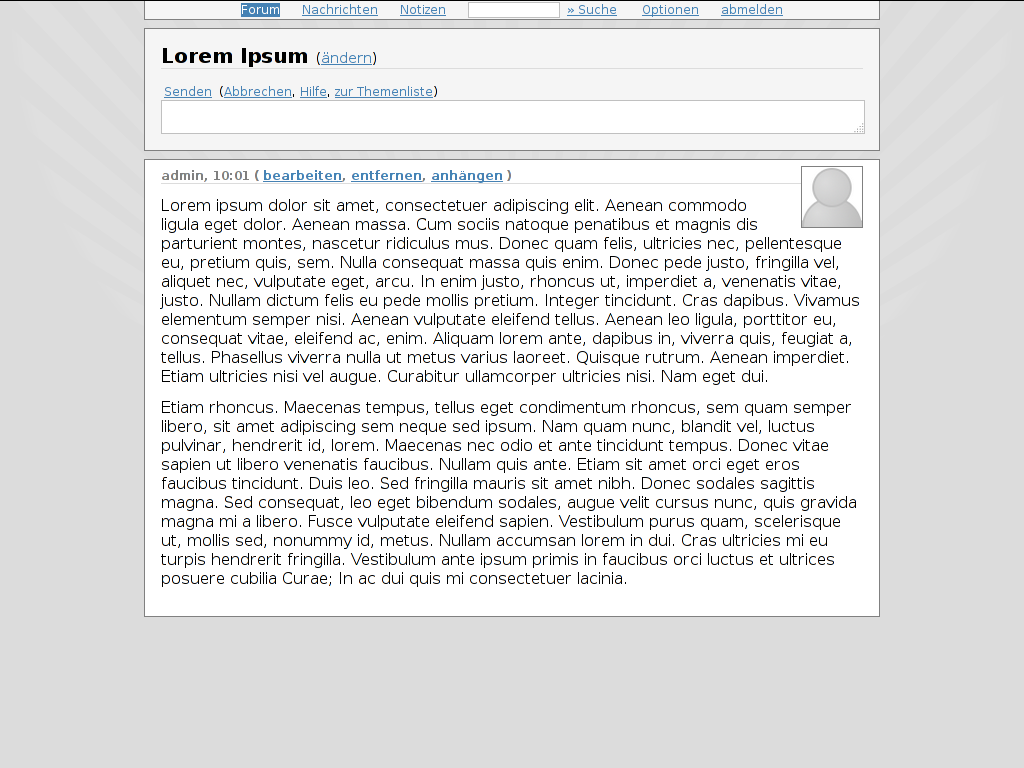 Forum Nachrichten Notizen » Suche Optionen abmelden
Lorem Ipsum (ändern)
Senden (Abbrechen, Hilfe, zur Themenliste)
admin, 10:01 ( bearbeiten, entfernen, anhängen )
Lorem ipsum dolor sit amet, consectetuer adipiscing elit. Aenean commodo
ligula eget dolor. Aenean massa. Cum sociis natoque penatibus et magnis dis
parturient montes, nascetur ridiculus mus. Donec quam felis, ultricies nec, pellentesque
eu, pretium quis, sem. Nulla consequat massa quis enim. Donec pede justo, fringilla vel,
aliquet nec, vulputate eget, arcu. In enim justo, rhoncus ut, imperdiet a, venenatis vitae,
justo. Nullam dictum felis eu pede mollis pretium. Integer tincidunt. Cras dapibus. Vivamus
elementum semper nisi. Aenean vulputate eleifend tellus. Aenean leo ligula, porttitor eu,
consequat vitae, eleifend ac, enim. Aliquam lorem ante, dapibus in, viverra quis, feugiat a,
tellus. Phasellus viverra nulla ut metus varius laoreet. Quisque rutrum. Aenean imperdiet.
Etiam ultricies nisi vel augue. Curabitur ullamcorper ultricies nisi. Nam eget dui.
Etiam rhoncus. Maecenas tempus, tellus eget condimentum rhoncus, sem quam semper
libero, sit amet adipiscing sem neque sed ipsum. Nam quam nunc, blandit vel, luctus
pulvinar, hendrerit id, lorem. Maecenas nec odio et ante tincidunt tempus. Donec vitae
sapien ut libero venenatis faucibus. Nullam quis ante. Etiam sit amet orci eget eros
faucibus tincidunt. Duis leo. Sed fringilla mauris sit amet nibh. Donec sodales sagittis
magna. Sed consequat, leo eget bibendum sodales, augue velit cursus nunc, quis gravida
magna mi a libero. Fusce vulputate eleifend sapien. Vestibulum purus quam, scelerisque
ut, mollis sed, nonummy id, metus. Nullam accumsan lorem in dui. Cras ultricies mi eu
turpis hendrerit fringilla. Vestibulum ante ipsum primis in faucibus orci luctus et ultrices
posuere cubilia Curae; In ac dui quis mi consectetuer lacinia.